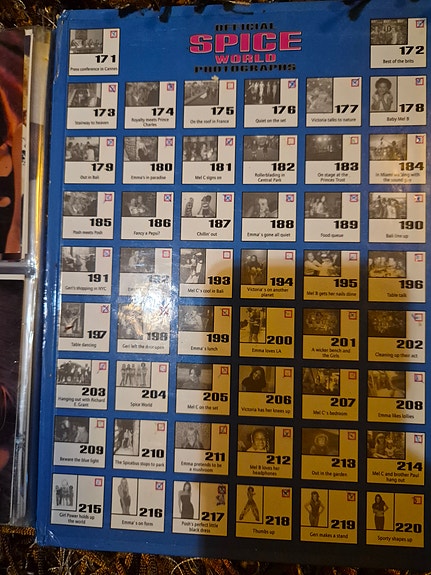 OFFICIAL
SPICE
WORLD
PHOTOGRAPHS
171
Press conference in Cannes
172
Best of the brits
173
Stairway to Heaven
174
Royalty meets Prince
Charles
175
On the roof in France
176
Quiet on the set
177
Victoria talks to nature
178
Baby Mel B
179
Out in Bali
180
Emma's in paradise
181
Mel C signs on
182
Rollerblading in
Central Park
183
On stage at the
Princes Trust
184
In Miami
185
Posh meets Posh
186
Fancy a Pepsi?
187
Chillin' out
188
Emma's gone all quiet
189
Food-queue
190
Bali line-up
191
Geri's shopping in NYC
193
Mel C's cool in Bali
194
Victoria's on another
planet
195
Mel B gets her nails done
196
Table talk
197
Table dancing
198
Geri left the door open
199
Emma's lunch
200
Emma loves LA
201
A wicker bench and
the Girls
202
Cleaning up their act
203
Hanging out with Richard
E. Grant
204
Spice World
205
Mel C on the set
206
Victoria has her knees up
207
Mel C's bedroom
208
Emma likes lollies
209
Beware the blue light
210
The Spicebus stops to park
211
Emma pretends to be
a mushroom
212
Mel B loves her
headphones
213
Out in the garden
214
Mel C and brother Paul
hang out
215
Girl Power holds up
the world
216
Emma's on form
217
Posh's perfect little
black dress
218
Thumbs up
219
Geri makes a stand
220
Sporty shapes up